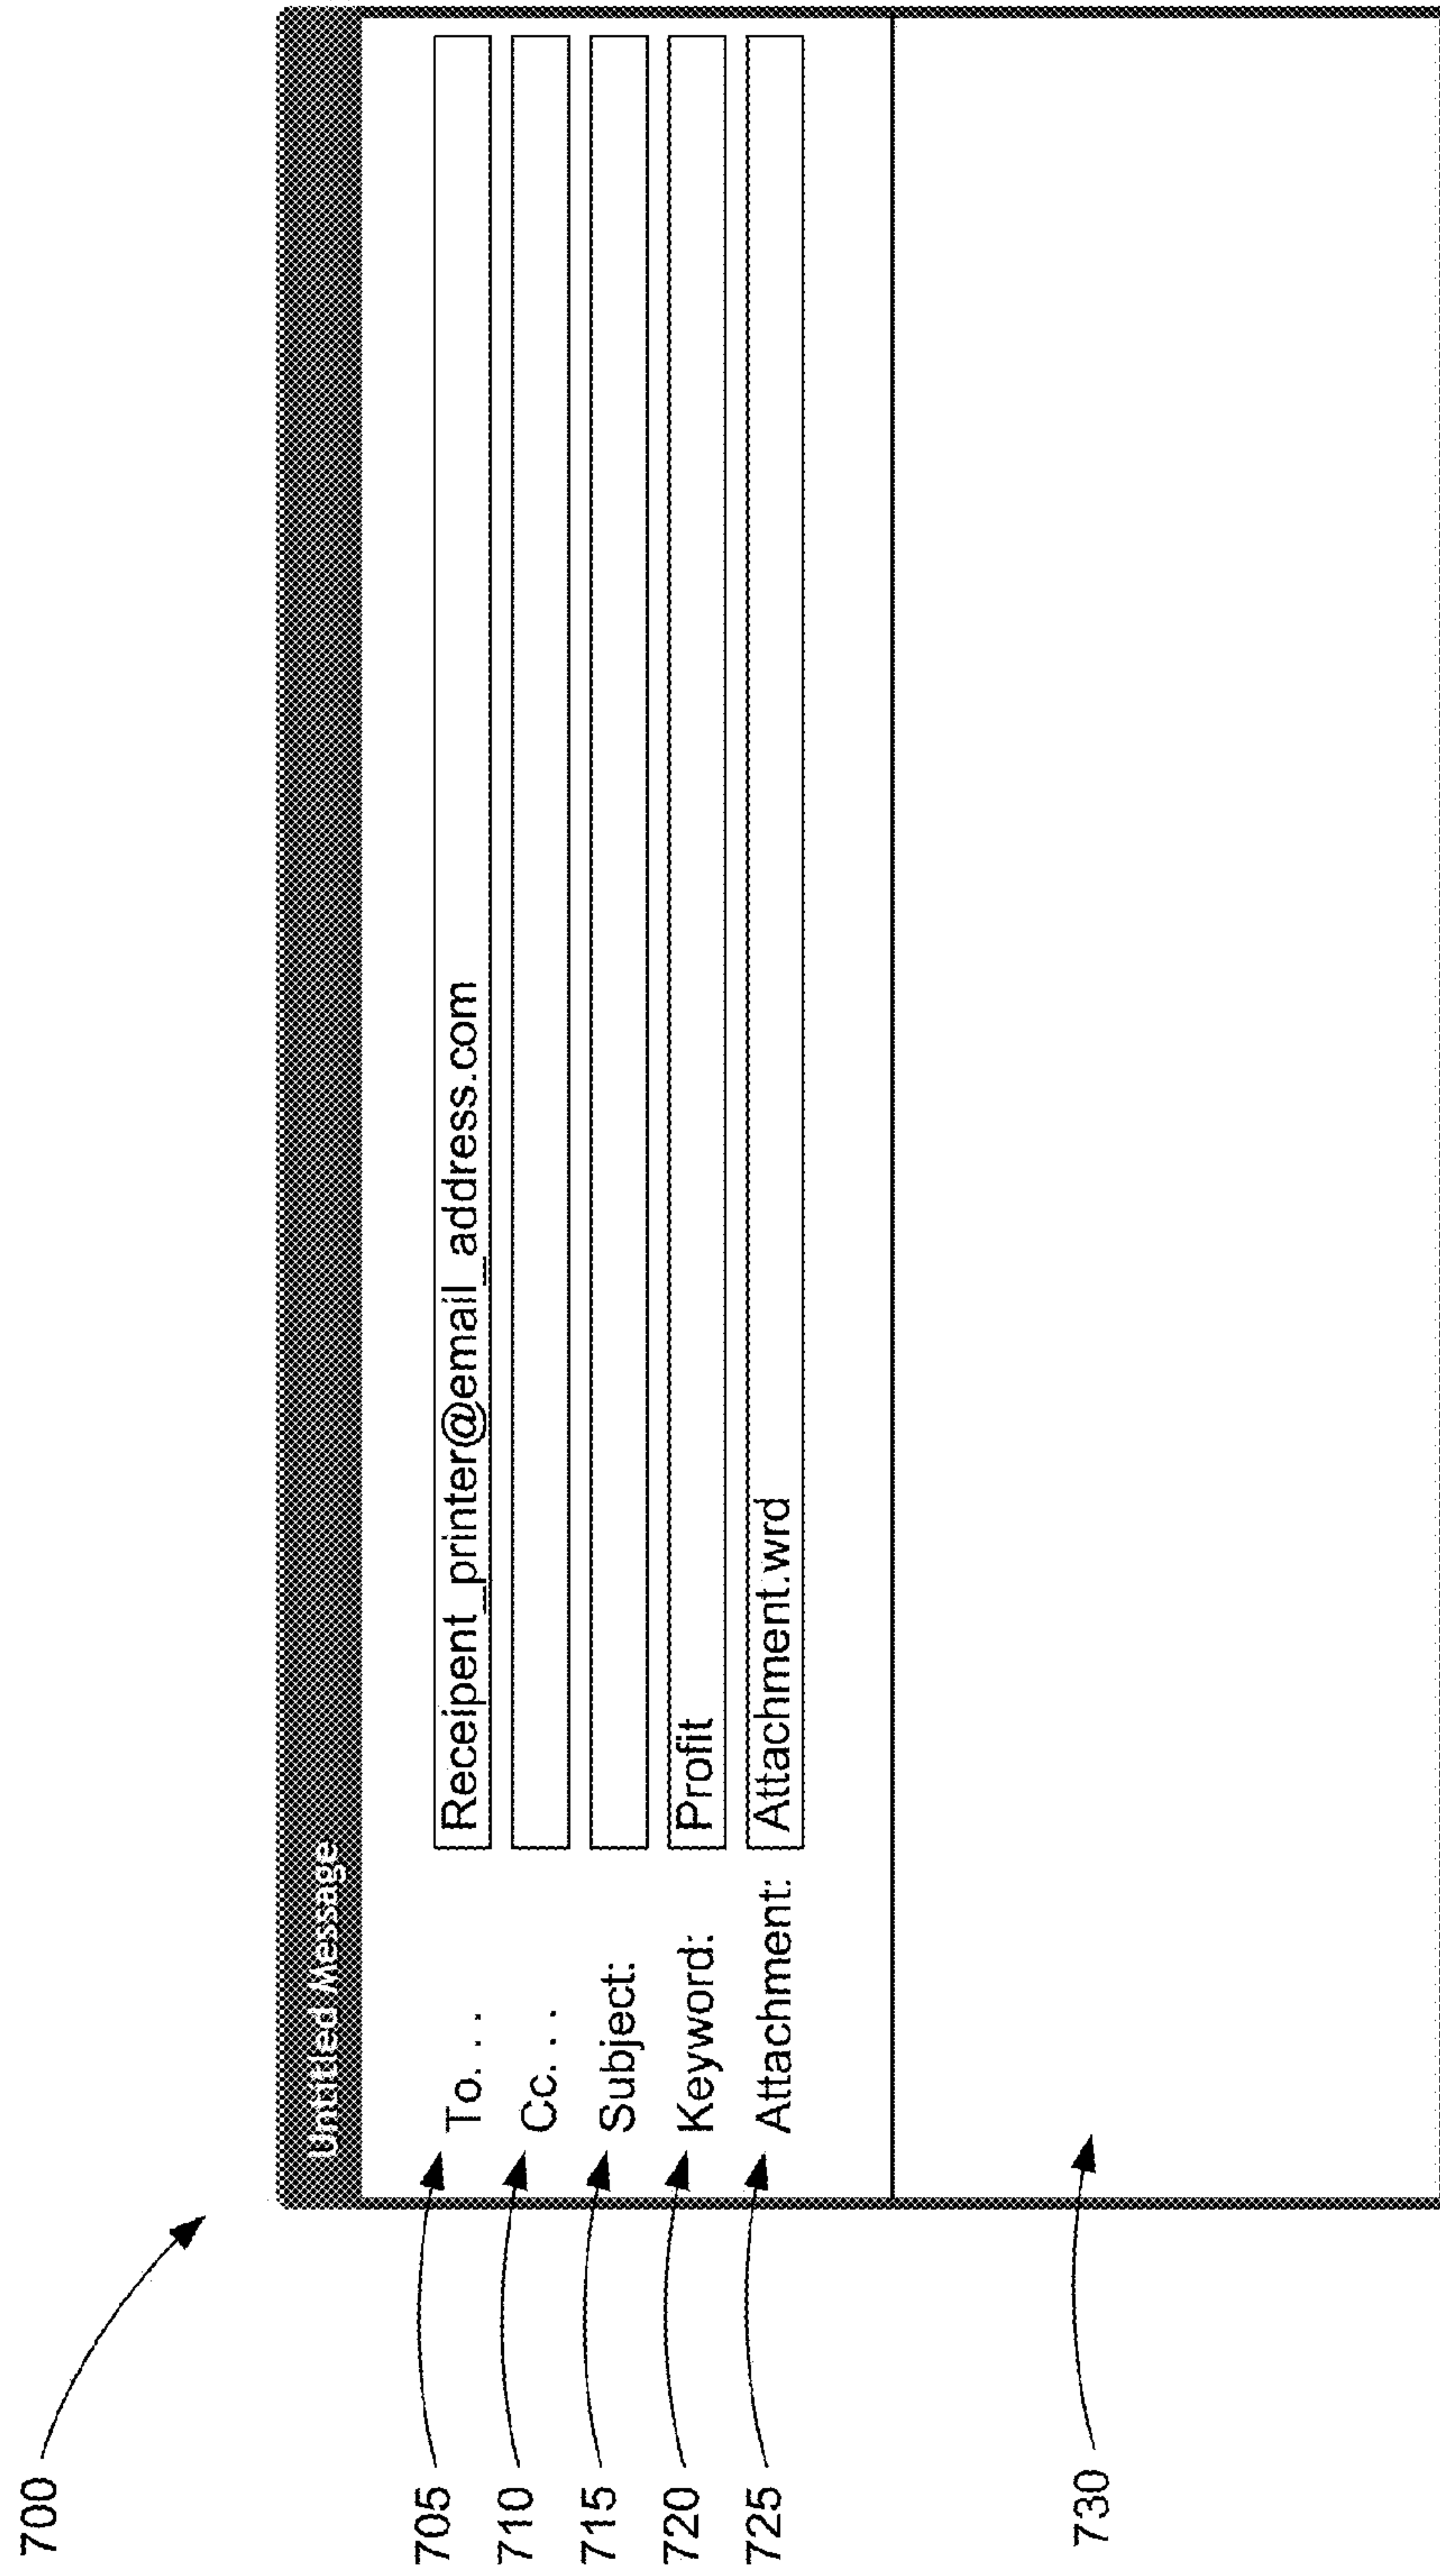 700
Untitled Message
705 To. . . Receipent_printer@email_address.com
710 Cc. . .
715 Subject:
720 Keyword: Profit
725 Attachment: Attachment.wrd
730